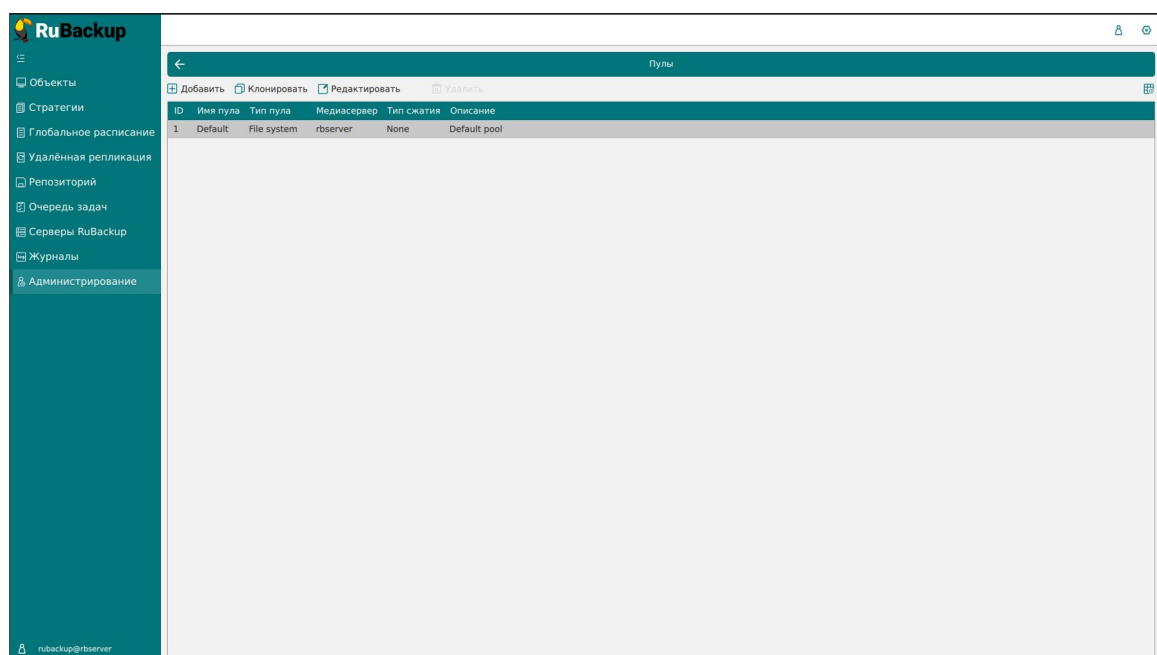 RuBackup
Пулы
Объекты
Стратегии
Глобальное расписание
Удалённая репликация
Репозиторий
Очередь задач
Серверы RuBackup
Журналы
Администрирование
Добавить Клонировать Редактировать Удалить
ID Имя пула Тип пула Медиасервер Тип сжатия Описание
1 Default File system rbserver None Default pool
rubackup@rbserver